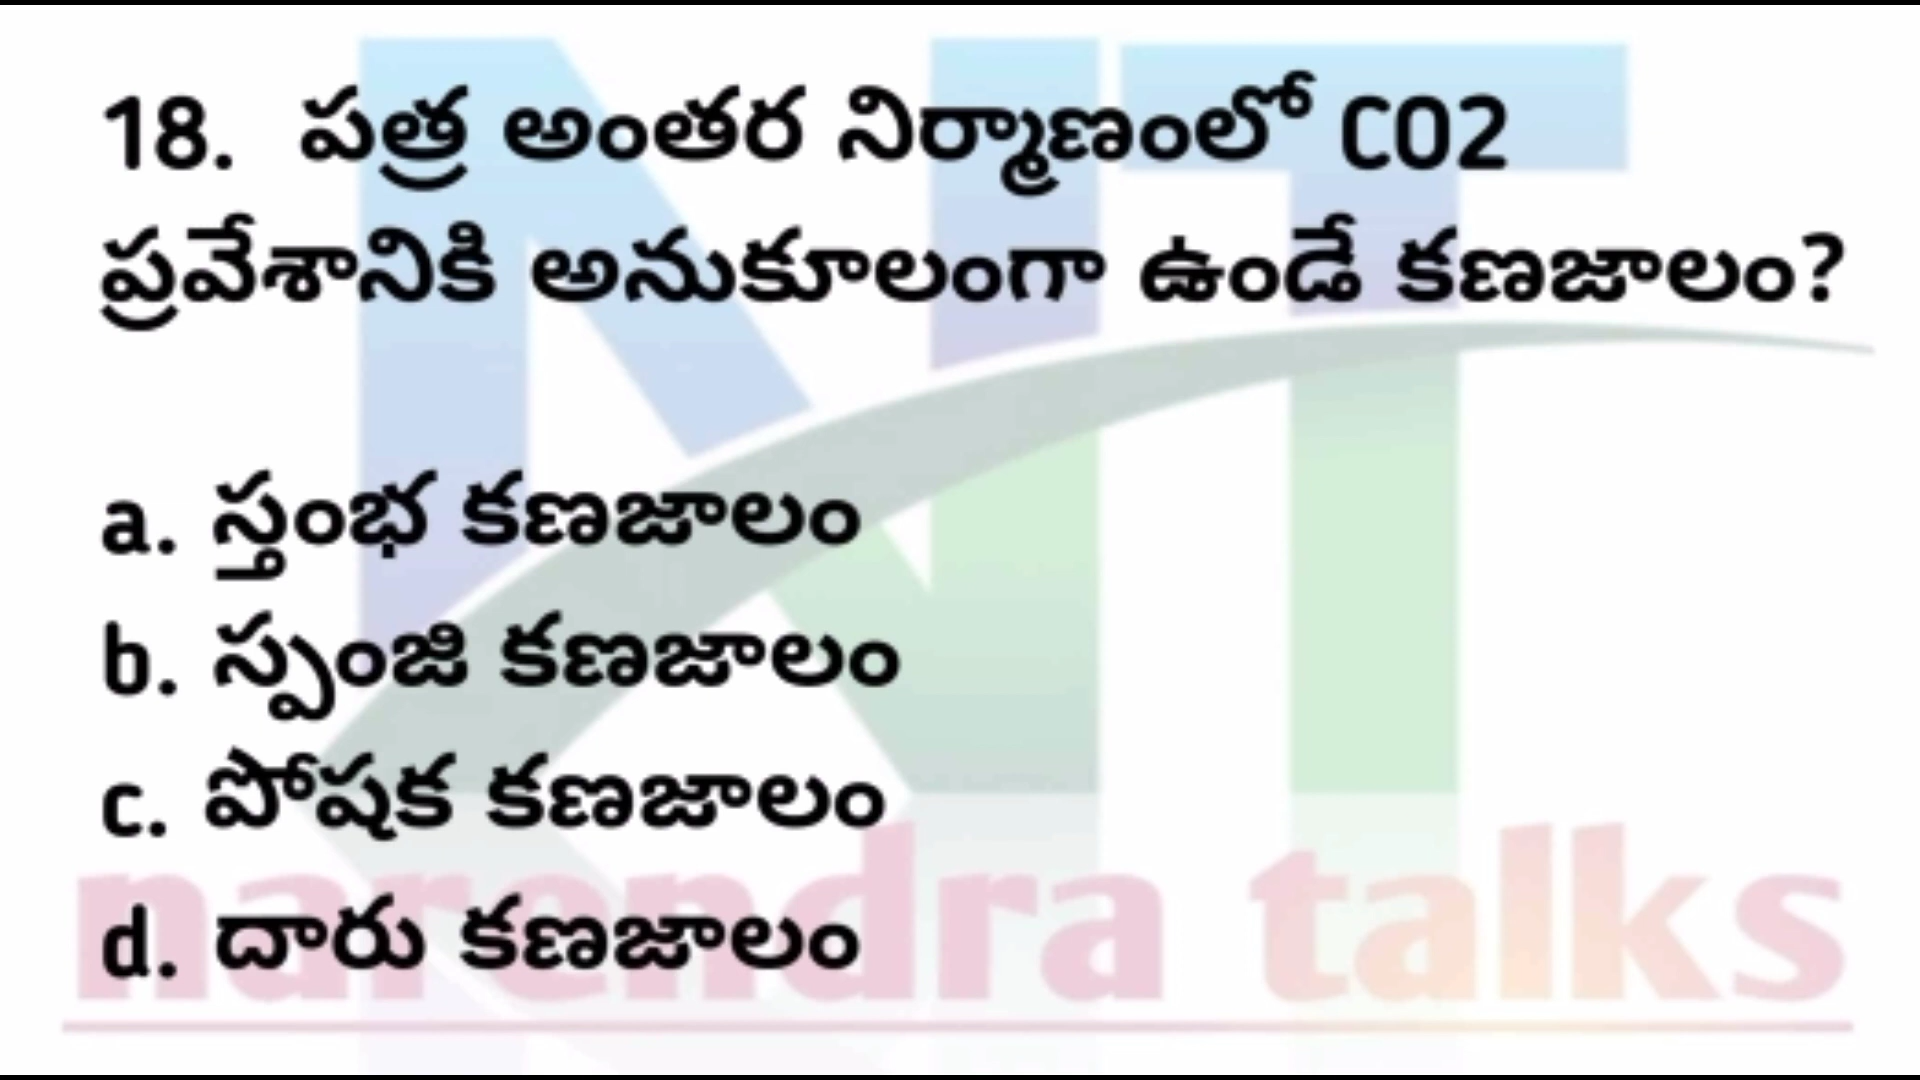 18. పత్ర అంతర నిర్మాణంలో CO2
ప్రవేశానికి అనుకూలంగా ఉండే కణజాలం?
a. స్తంభ కణజాలం
b. స్పంజి కణజాలం
c. పోషక కణజాలం
d. దారు కణజాలం
narendra talks